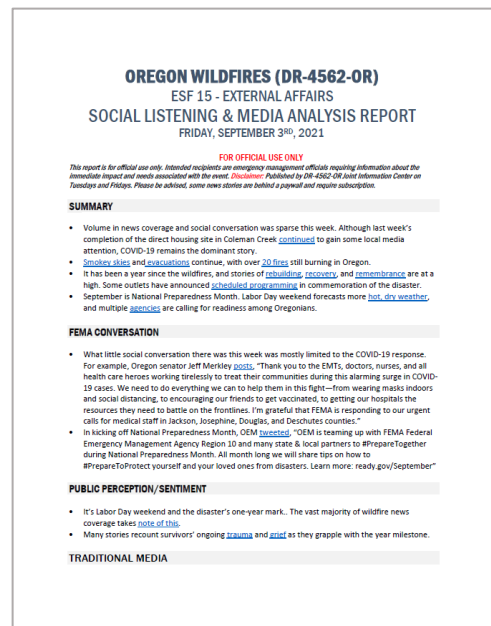 OREGON WILDFIRES (DR-4562-OR)
ESF 15 - EXTERNAL AFFAIRS
SOCIAL LISTENING & MEDIA ANALYSIS REPORT
FRIDAY, SEPTEMBER 3RD, 2021
FOR OFFICIAL USE ONLY
This report is for official use only. Intended recipients are emergency management officials requiring information about the
immediate impact and needs associated with the event. Disclaimer: Published by DR-4562-OR Joint Information Center on
Tuesdays and Fridays. Please be advised, some news stories are behind a paywall and require subscription.
SUMMARY
• Volume in news coverage and social conversation was sparse this week. Although last week's
completion of the direct housing site in Coleman Creek continued to gain some local media
attention, COVID-19 remains the dominant story.
• Smokey skies and evacuations continue, with over 20 fires still burning in Oregon.
• It has been a year since the wildfires, and stories of rebuilding, recovery, and remembrance are at a
high. Some outlets have announced scheduled programming in commemoration of the disaster.
• September is National Preparedness Month. Labor Day weekend forecasts more hot, dry weather,
and multiple agencies are calling for readiness among Oregonians.
FEMA CONVERSATION
• What little social conversation there was this week was mostly limited to the COVID-19 response.
For example, Oregon senator Jeff Merkley posts, "Thank you to the EMTs, doctors, nurses, and all
health care heroes working tirelessly to treat their communities during this alarming surge in COVID-
19 cases. We need to do everything we can to help them in this fight—from wearing masks indoors
and social distancing, to encouraging our friends to get vaccinated, to getting our hospitals the
resources they need to battle on the frontlines. I'm grateful that FEMA is responding to our urgent
calls for medical staff in Jackson, Josephine, Douglas, and Deschutes counties."
• In kicking off National Preparedness Month, OEM tweeted, "OEM is teaming up with FEMA Federal
Emergency Management Agency Region 10 and many state & local partners to #PrepareTogether
during National Preparedness Month. All month long we will share tips on how to
#PrepareToProtect yourself and your loved ones from disasters. Learn more: ready.gov/September"
PUBLIC PERCEPTION/SENTIMENT
• It's Labor Day weekend and the disaster's one-year mark.. The vast majority of wildfire news
coverage takes note of this.
• Many stories recount survivors' ongoing trauma and grief as they grapple with the year milestone.
TRADITIONAL MEDIA